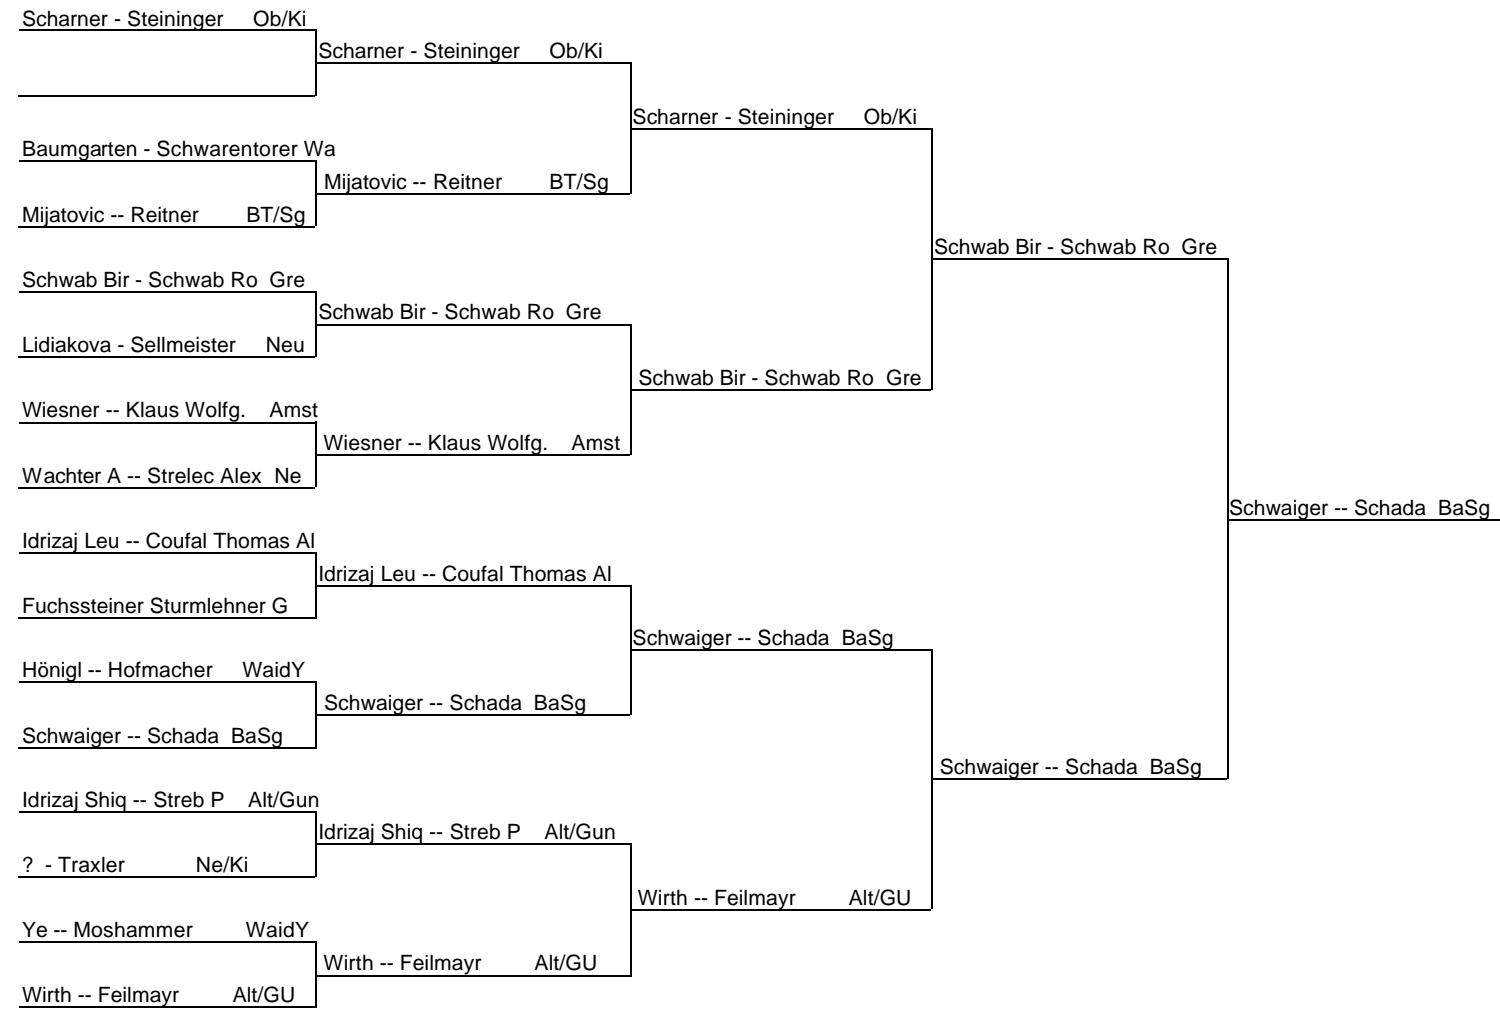 Scharner - Steininger Ob/Ki
Scharner - Steininger Ob/Ki
Scharner - Steininger Ob/Ki
Baumgarten - Schwarentorer Wa
Mijatovic -- Reitner BT/Sg
Mijatovic -- Reitner BT/Sg
Schwab Bir - Schwab Ro Gre
Schwab Bir - Schwab Ro Gre
Schwab Bir - Schwab Ro Gre
Lidiakova - Sellmeister Neu
Schwab Bir - Schwab Ro Gre
Wiesner -- Klaus Wolfg. Amst
Wiesner -- Klaus Wolfg. Amst
Wachter A -- Strelec Alex Ne
Schwaiger -- Schada BaSg
Idrizaj Leu -- Coufal Thomas Al
Idrizaj Leu -- Coufal Thomas Al
Fuchssteiner Sturmlehner G
Schwaiger -- Schada BaSg
Hönigl -- Hofmacher WaidY
Schwaiger -- Schada BaSg
Schwaiger -- Schada BaSg
Schwaiger -- Schada BaSg
Idrizaj Shiq -- Streb P Alt/Gun
Idrizaj Shiq -- Streb P Alt/Gun
? - Traxler Ne/Ki
Wirth -- Feilmayr Alt/GU
Ye -- Moshammer WaidY
Wirth -- Feilmayr Alt/GU
Wirth -- Feilmayr Alt/GU